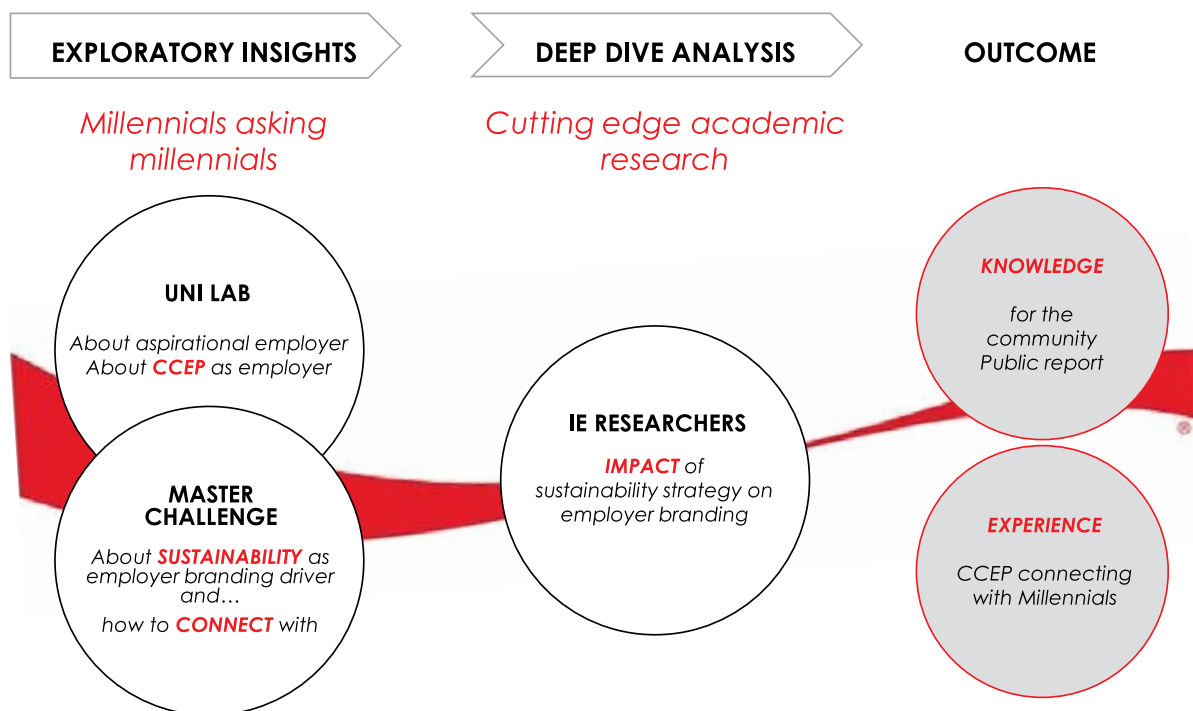 EXPLORATORY INSIGHTS
DEEP DIVE ANALYSIS
OUTCOME
Millennials asking
millennials
Cutting edge academic
research
UNI LAB
About aspirational employer
About CCEP as employer
MASTER
CHALLENGE
About SUSTAINABILITY as
employer branding driver
and…
how to CONNECT with
IE RESEARCHERS
IMPACT of
sustainability strategy on
employer branding
KNOWLEDGE
for the
community
Public report
EXPERIENCE
CCEP connecting
with Millennials
®